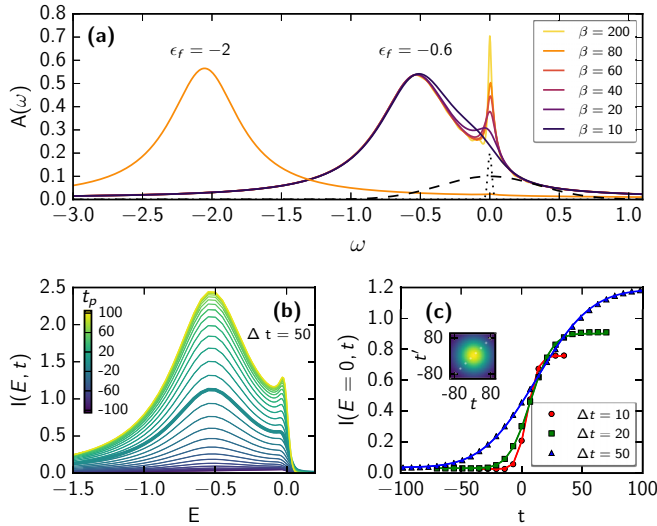 (a)
ϵf = −2
ϵf = −0.6
β = 200
β = 80
β = 60
β = 40
β = 20
β = 10
A(ω)
0.8
0.7
0.6
0.5
0.4
0.3
0.2
0.1
0.0
−3.0 −2.5 −2.0 −1.5 −1.0 −0.5 0.0 0.5 1.0
ω
(b)
tp
100
60
20
-20
-60
-100
Δ t = 50
I(E, t)
2.5
2.0
1.5
1.0
0.5
0.0
−1.5 −1.0 −0.5 0.0
E
(c)
I(E = 0, t)
1.2
1.0
0.8
0.6
0.4
0.2
0.0
80
-80
t′
-80 80
t
Δt = 10
Δt = 20
Δt = 50
−100 −50 0 50 100
t